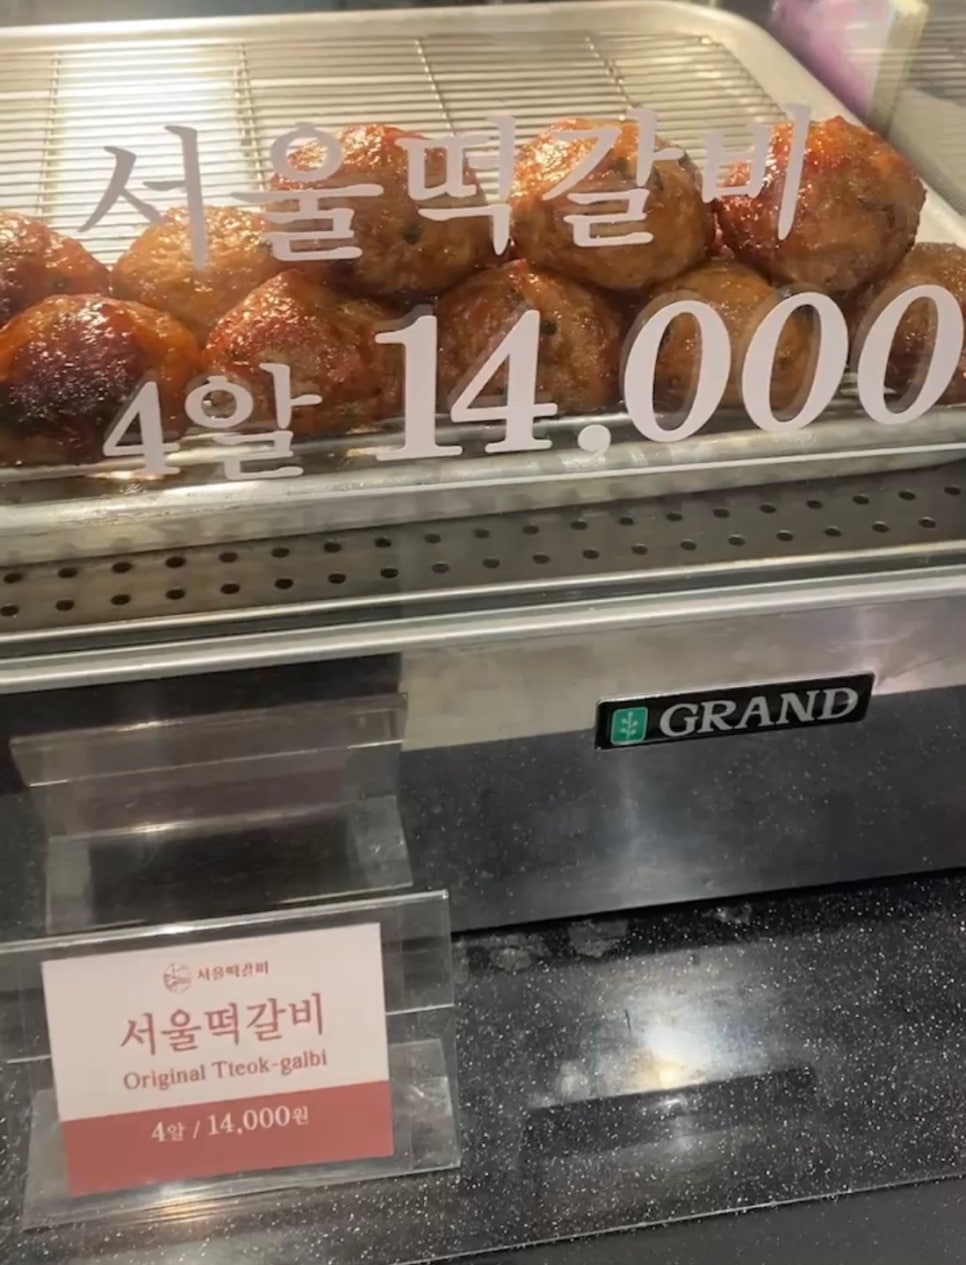 서울떡갈비
4알 14.000
GRAND
서울떡갈비
서울떡갈비
Original Tteok-galbi
4알 / 14,000원